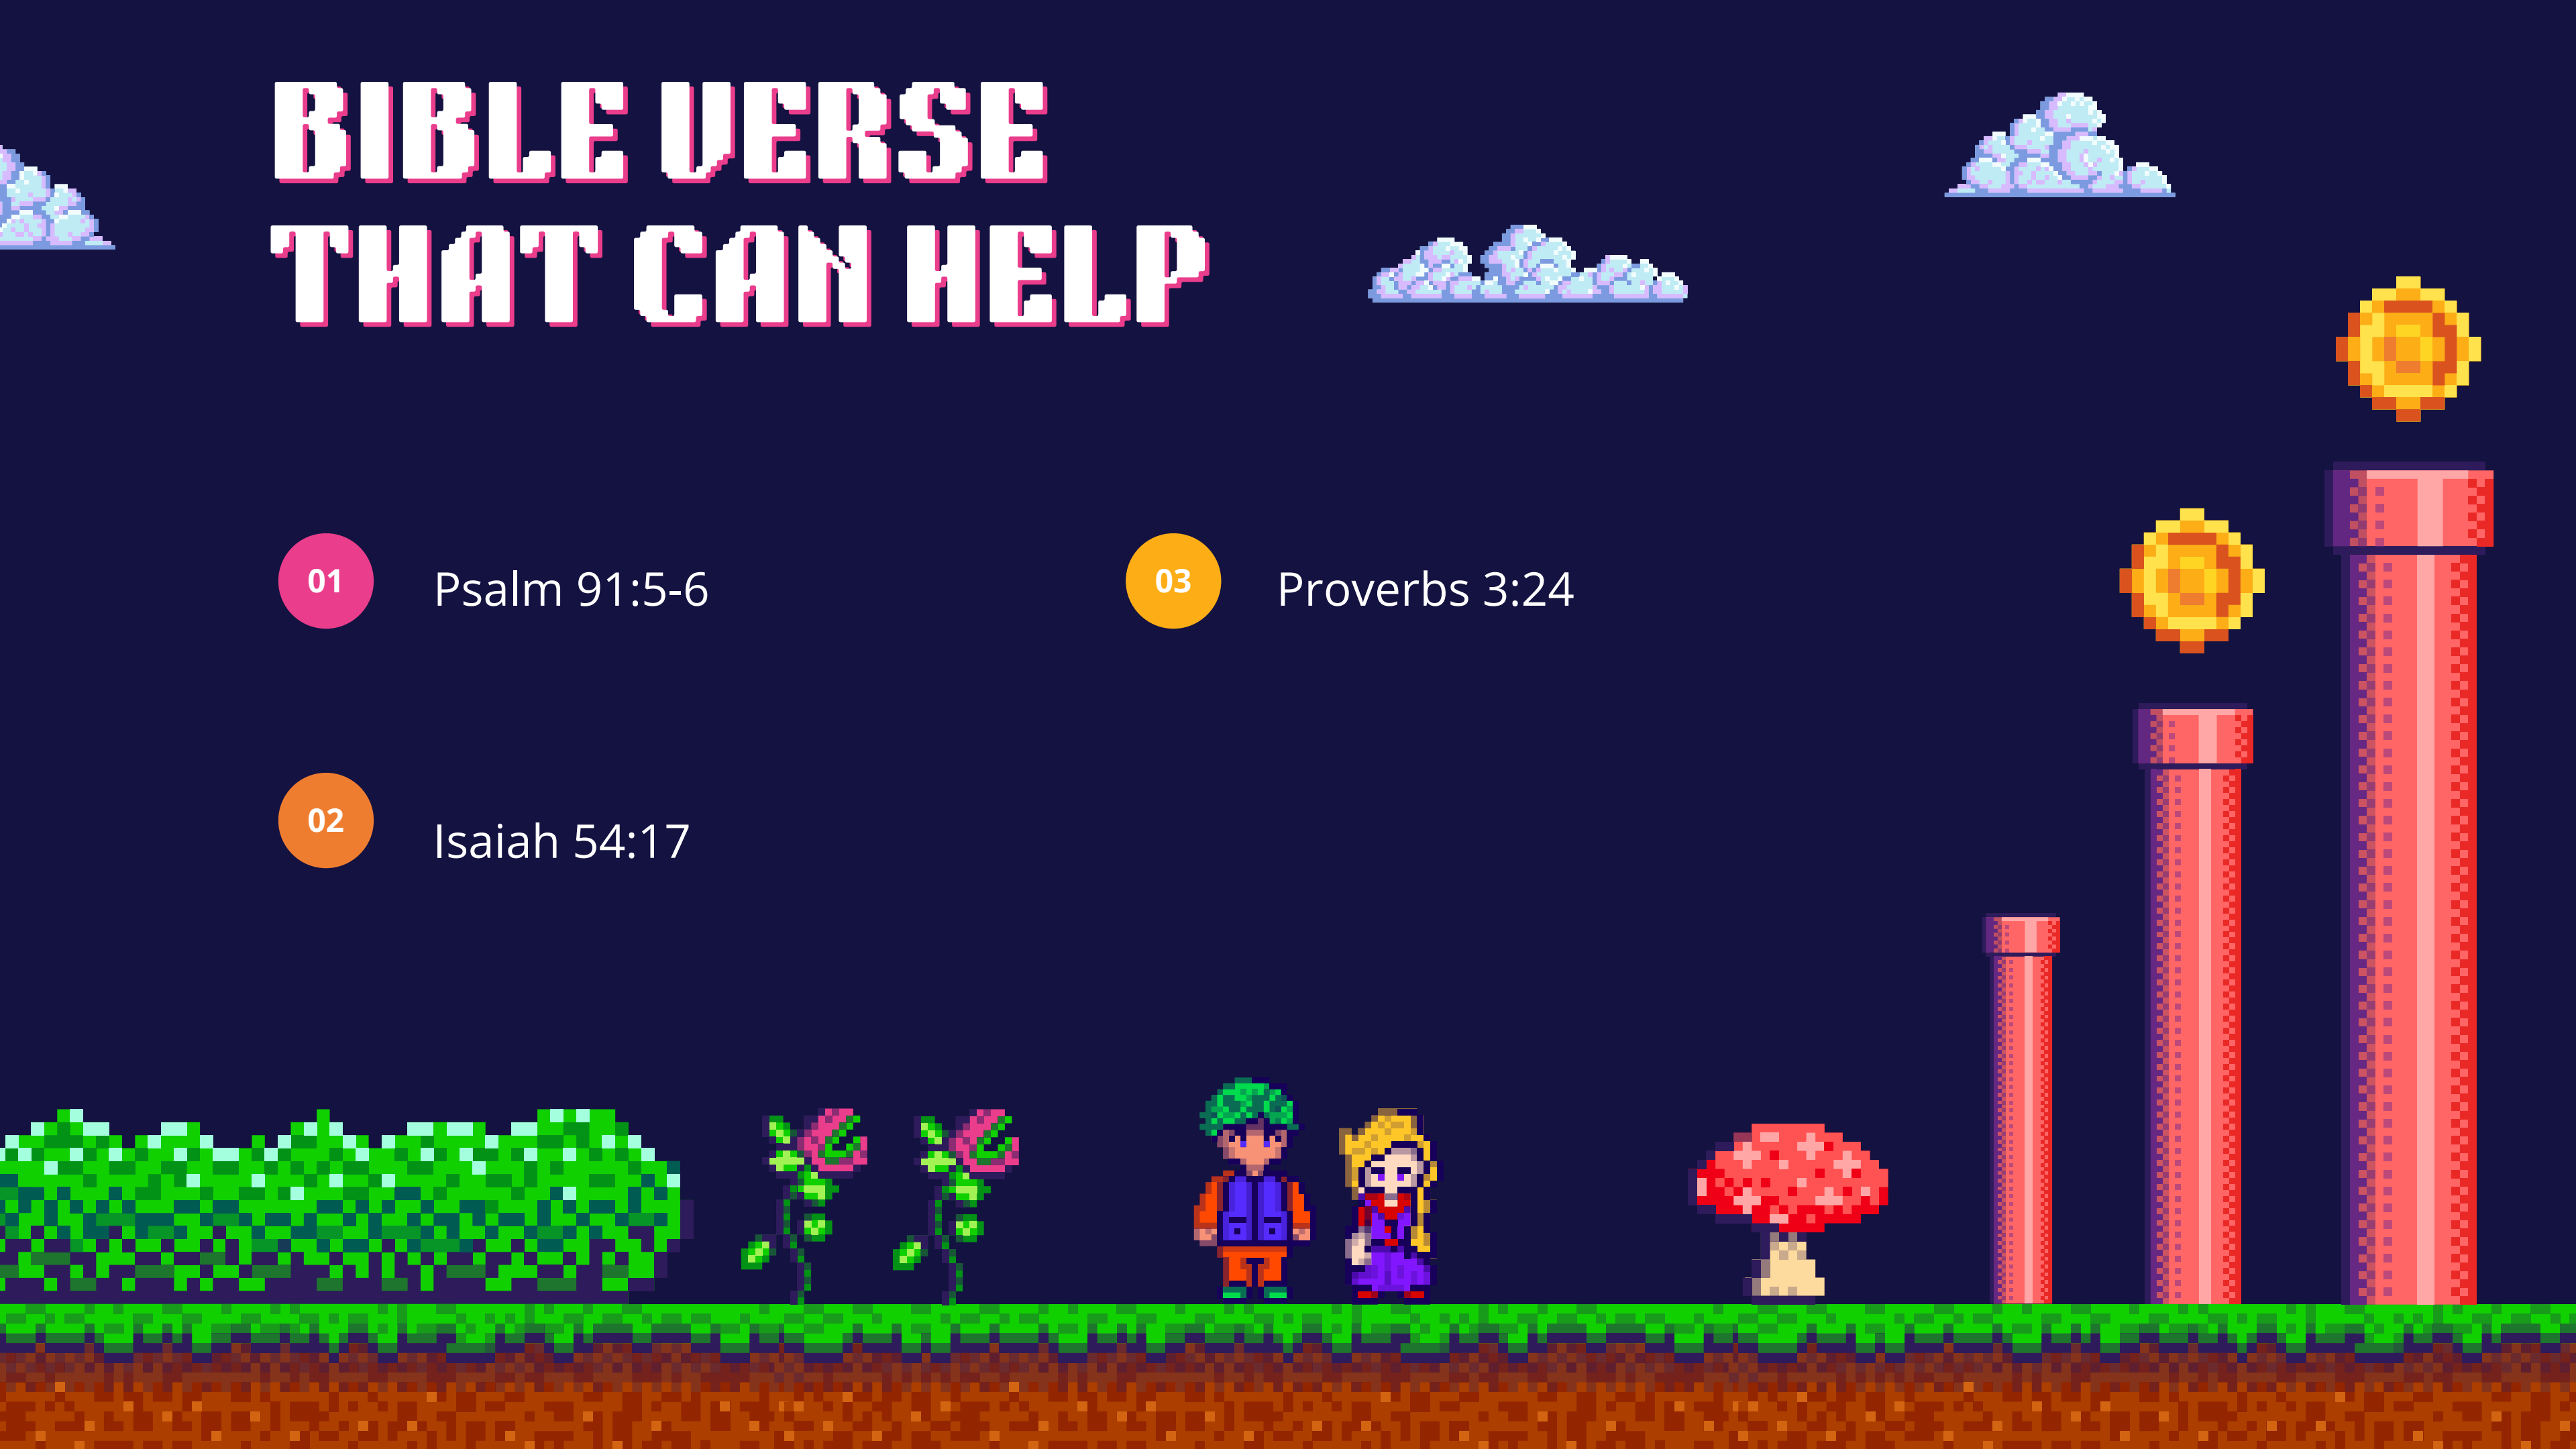 BIBLE VERSE
THAT CAN HELP
01
Psalm 91:5-6
02
Isaiah 54:17
03
Proverbs 3:24